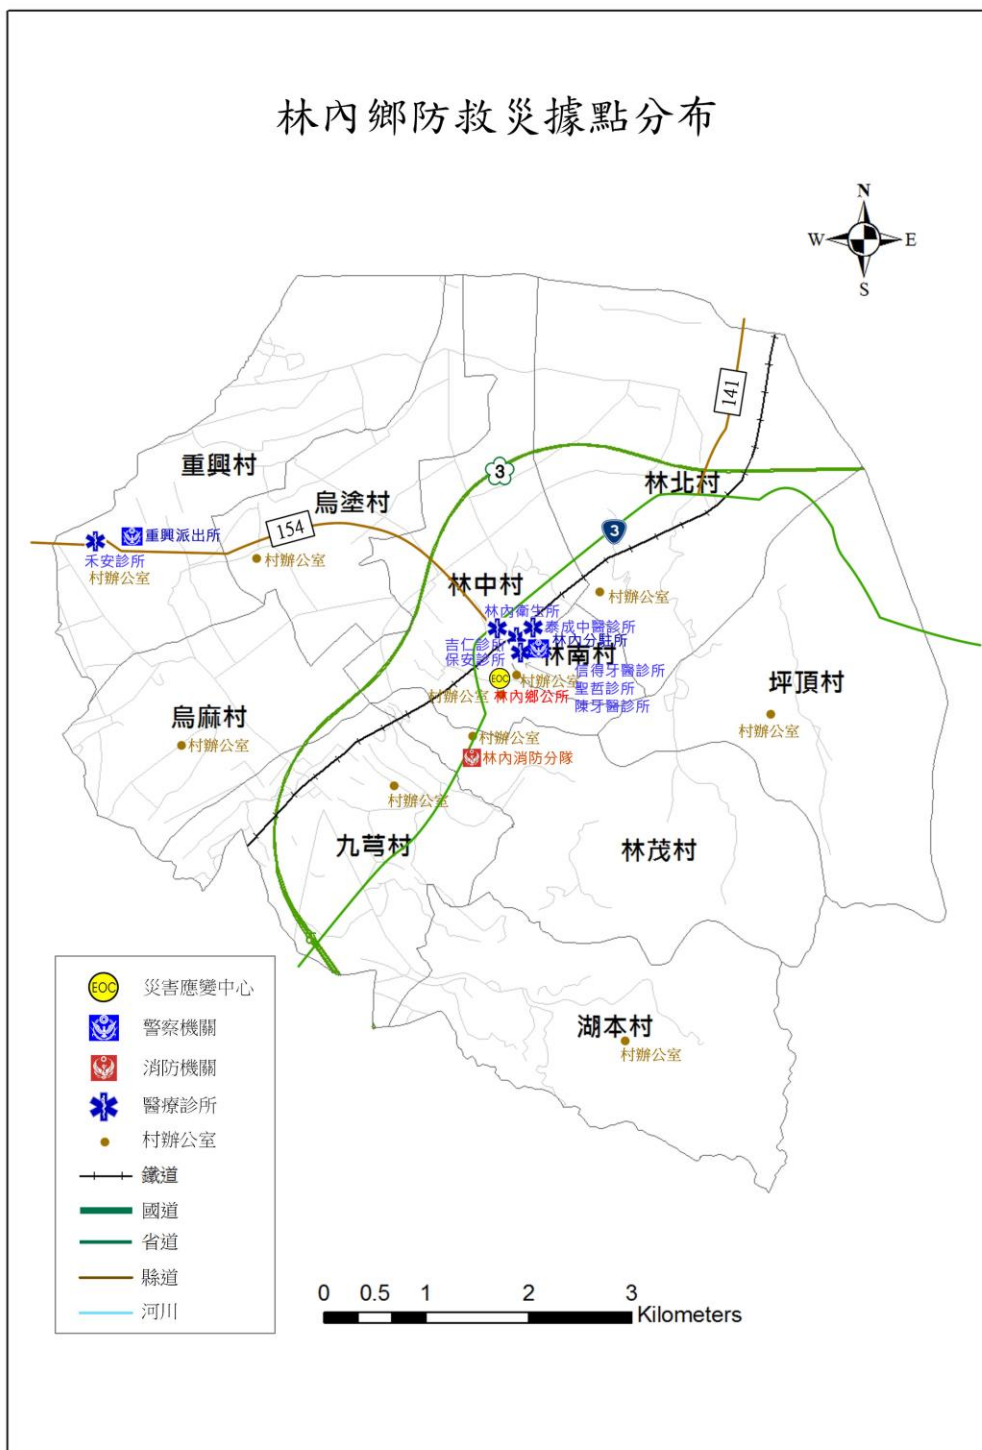 林內鄉防救災據點分布
N
W
E
S
141
重興村
3
林北村
烏塗村
154
3
重興派出所
禾安診所
村辦公室
村辦公室
林中村
村辦公室
林內衛生所
泰成中醫診所
吉仁診所
林內分駐所
保安診所
林南村
信得牙醫診所
村辦公室
EOC
聖哲診所
坪頂村
村辦公室
林內鄉公所
陳牙醫診所
烏麻村
村辦公室
村辦公室
村辦公室
林內消防分隊
村辦公室
九芎村
林茂村
湖本村
村辦公室
EOC 災害應變中心
警察機關
消防機關
醫療診所
村辦公室
鐵道
國道
省道
縣道
河川
0 0.5 1 2 3
Kilometers